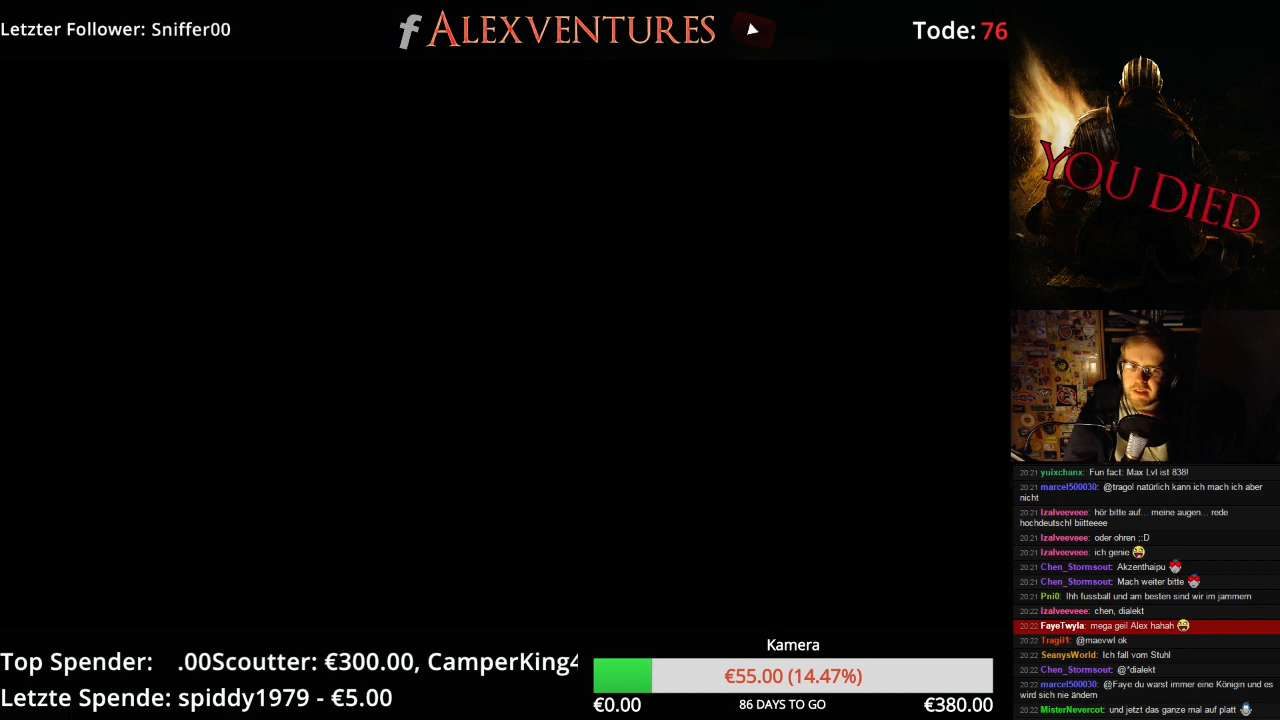 Letzter Follower: Sniffer00
ALEXVENTURES
Tode: 76
YOU DIED
20:21 yuixchanx: Fun fact: Max Lvl ist 838!
20:21 marcel500030: @tragol natürlich kann ich mach ich aber
nicht
20:21 Izalveeveee: hör bitte auf... meine augen... rede
hochdeutsch! biitteeee
20:21 Izalveeveee: oder ohren ;:D
20:21 Izalveeveee: ich genie
20:21 Chen_Stormsout: Akzenthaipu
20:21 Chen_Stormsout: Mach weiter bitte
20:21 Pni0: Ihh fussball und am besten sind wir im jammern
20:22 Izalveeveee: chen, dialekt
20:22 FayeTwyla: mega geil Alex hahah
20:22 Tragil1: @maevwl ok
20:22 SeanysWorld: Ich fall vom Stuhl
20:22 Chen_Stormsout: @*dialekt
20:22 marcel500030: @Faye du warst immer eine Königin und es
wird sich nie ändern
20:22 MisterNevercot: und jetzt das ganze mal auf platt
Kamera
Top Spender: .00Scoutter: €300.00, CamperKing4
€55.00 (14.47%)
Letzte Spende: spiddy1979 - €5.00
€0.00 86 DAYS TO GO €380.00